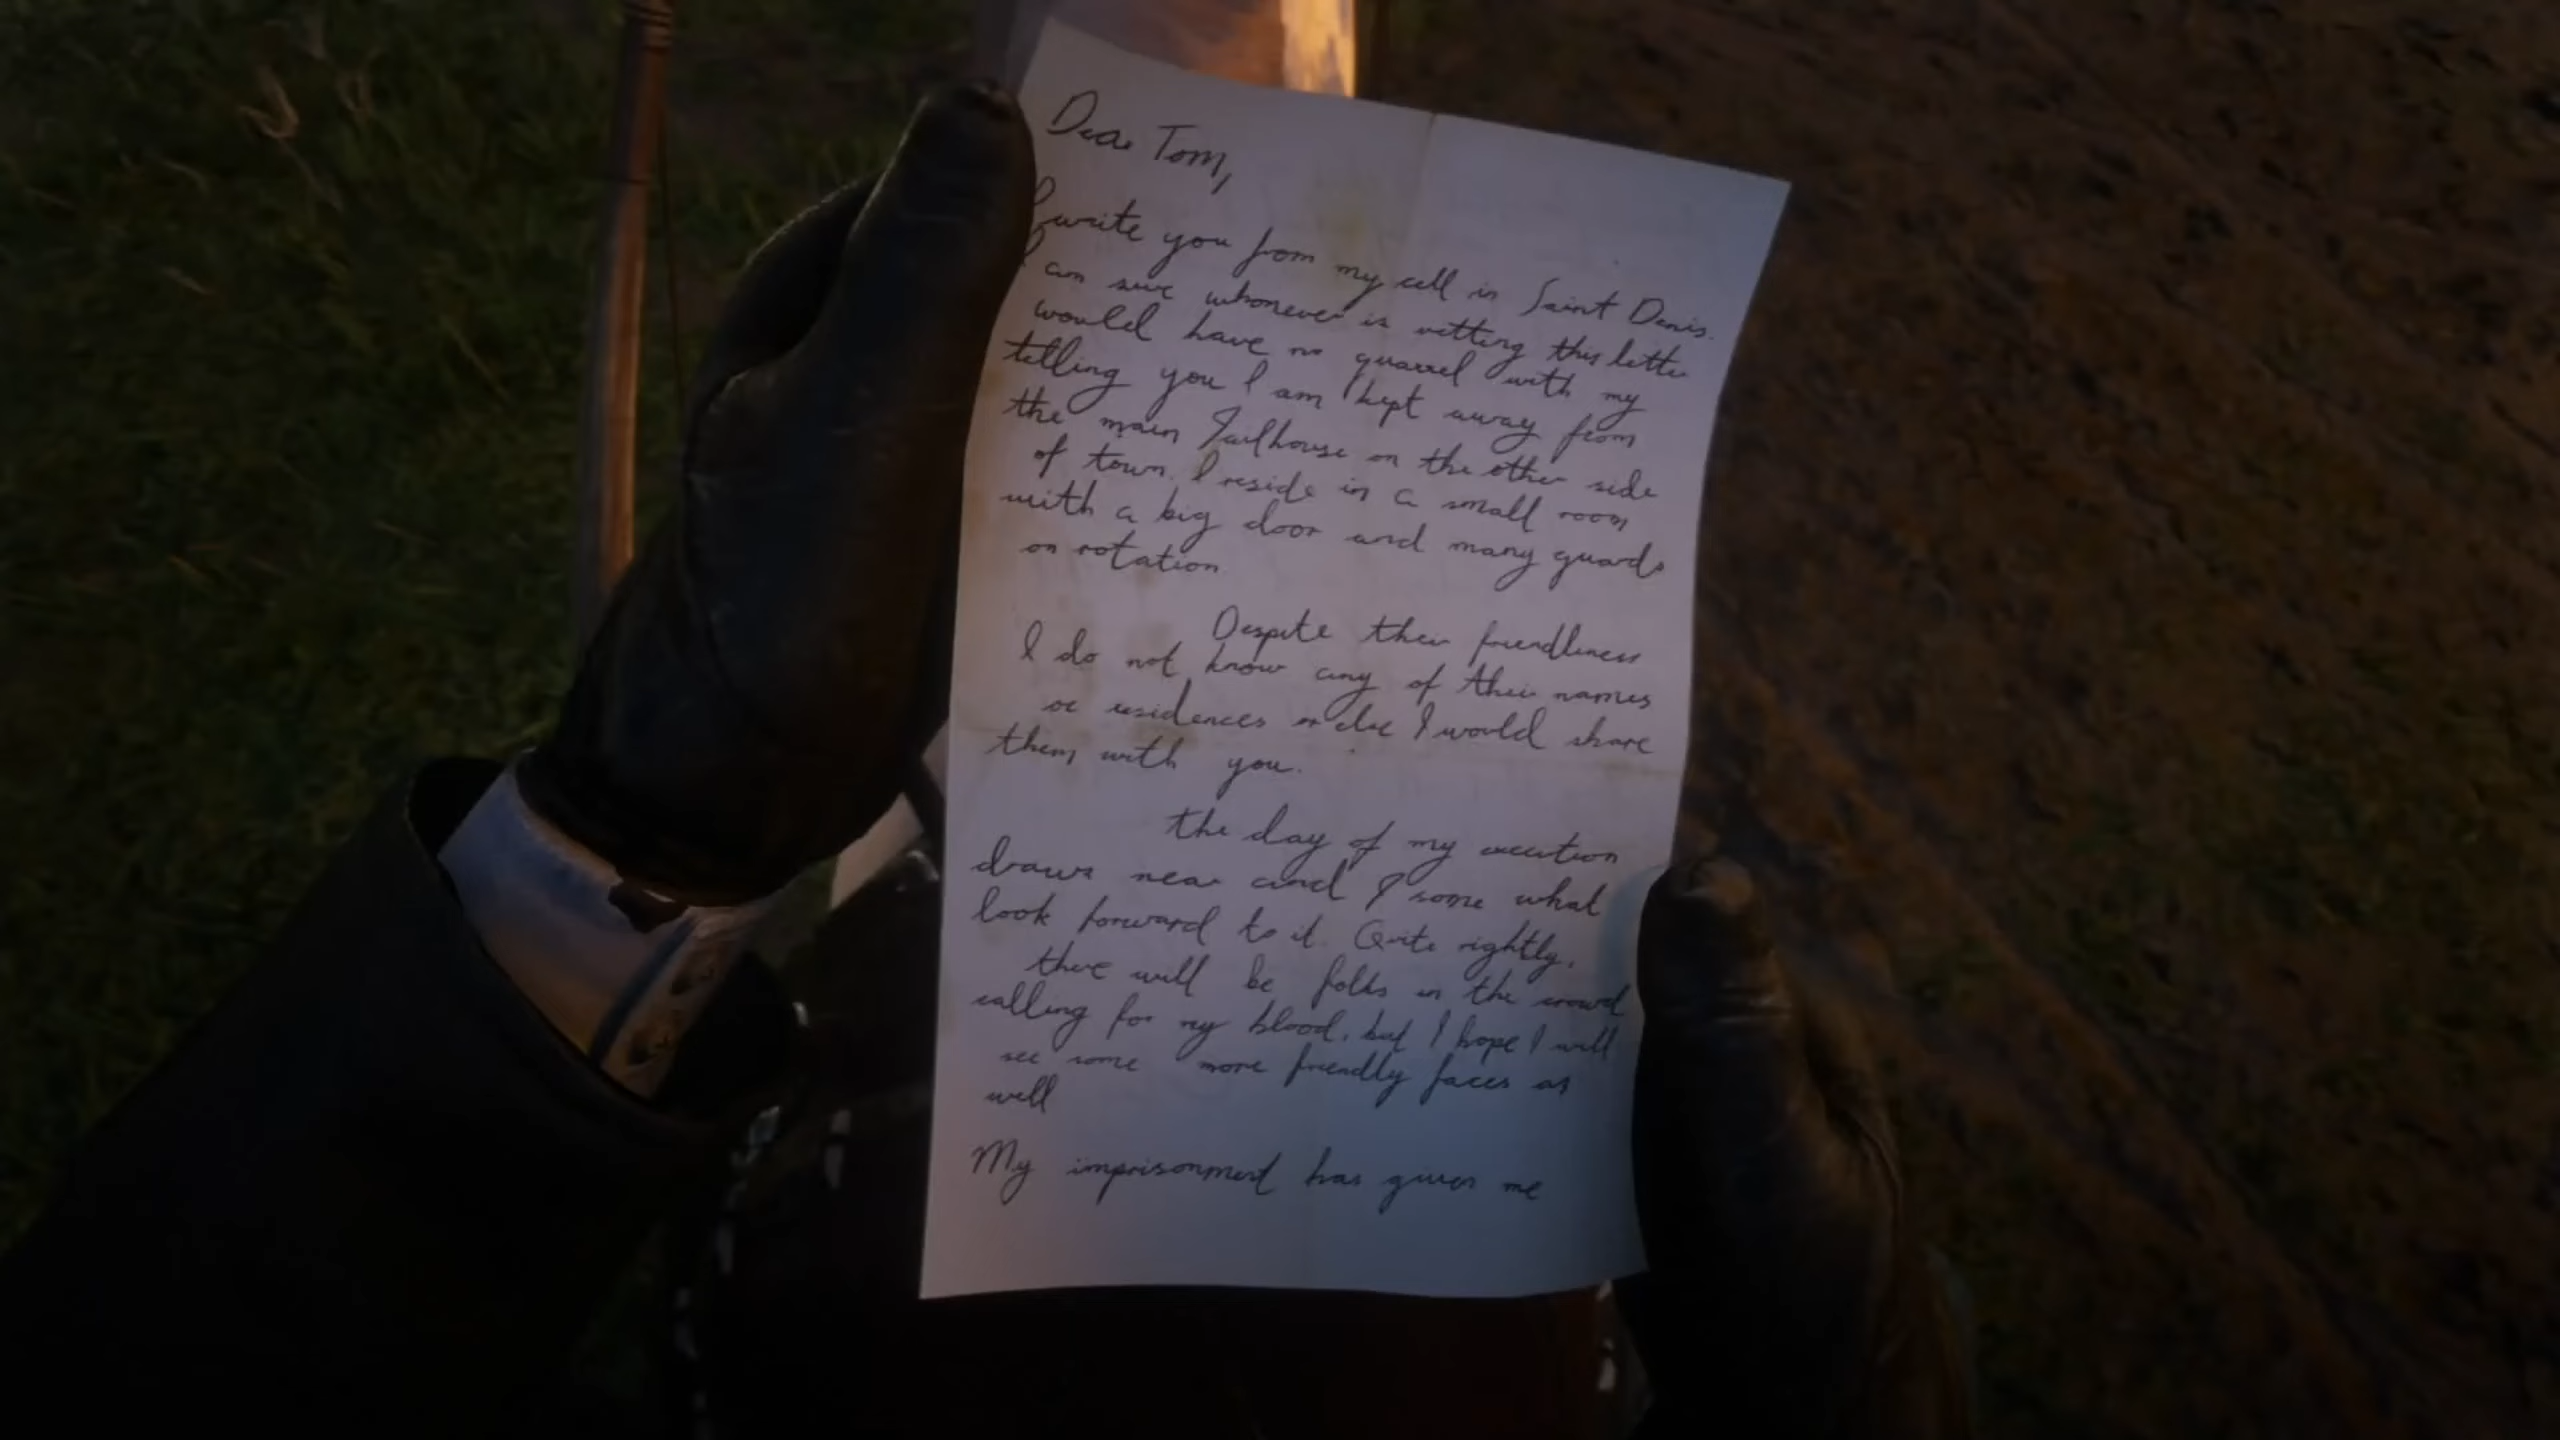 Dear Tom,
I write you from my cell in Saint Denis.
I am sure whomever is vetting this letter
would have no quarrel with my
telling you I am kept away from
the main Jailhouse on the other side
of town. I reside in a small room
with a big door and many guards
on rotation.
Despite their friendliness
I do not know any of their names
or residences or else I would share
them with you.
the day of my execution
draws near and I some what
look forward to it. Quite rightly,
there will be folks in the crowd
calling for my blood, but I hope I will
see some more friendly faces as
well
My imprisonment has given me